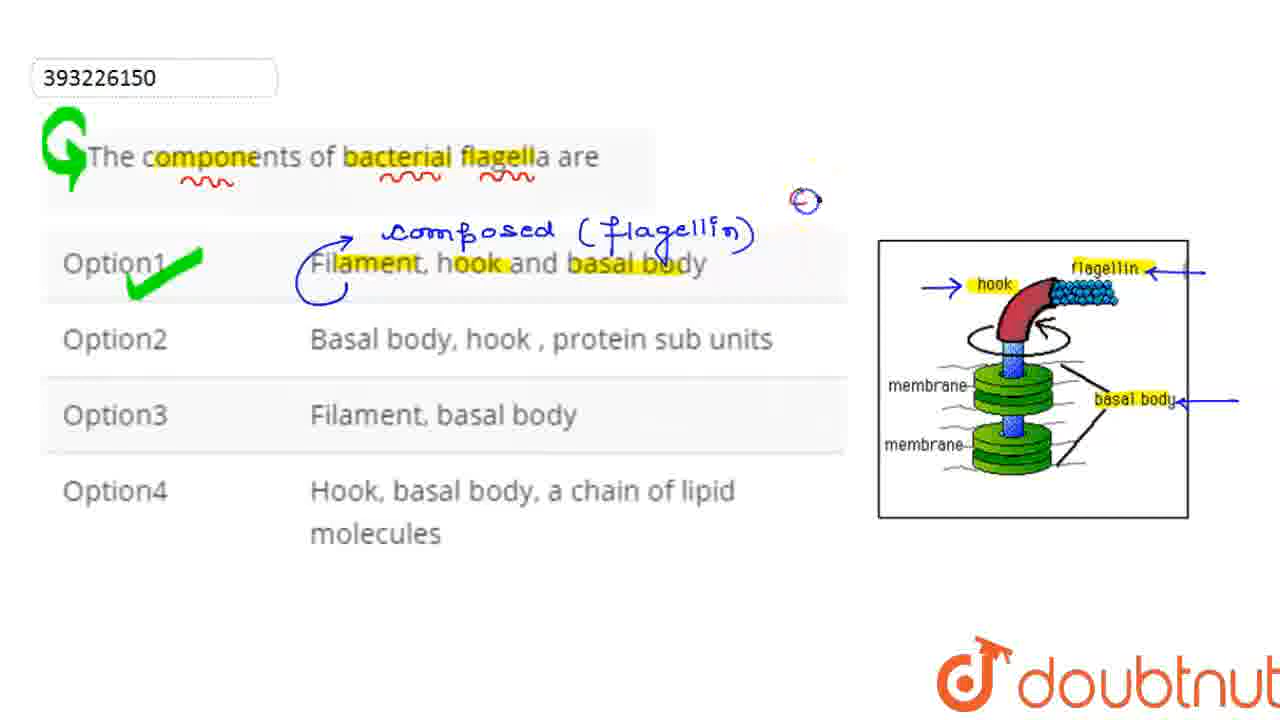 393226150
The components of bacterial flagella are
composed (flagellin)
Option1 Filament, hook and basal body
Option2 Basal body, hook , protein sub units
Option3 Filament, basal body
Option4 Hook, basal body, a chain of lipid
molecules
flagellin
hook
membrane
basal body
membrane
doubtnut